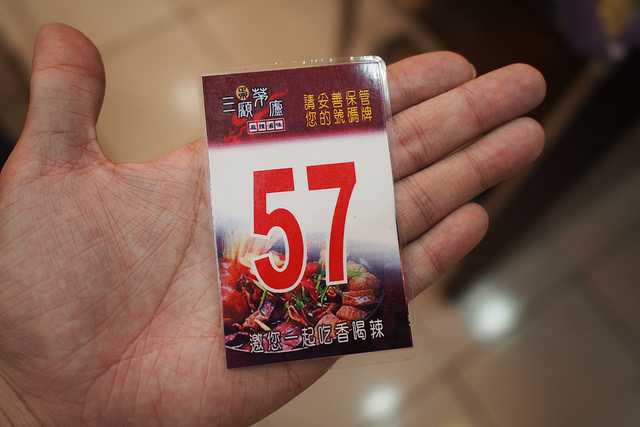 三顧茅廬
請妥善保管
您的號碼牌
57
邀您一起吃香喝辣